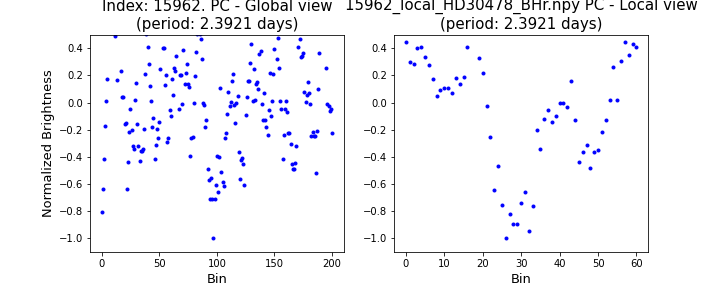 Index: 15962. PC - Global view
(period: 2.3921 days)
15962_local_HD30478_BHr.npy PC - Local view
(period: 2.3921 days)
Normalized Brightness
0.4
0.2
0.0
−0.2
−0.4
−0.6
−0.8
−1.0
0 50 100 150 200
Bin
0.4
0.2
0.0
−0.2
−0.4
−0.6
−0.8
−1.0
0 10 20 30 40 50 60
Bin